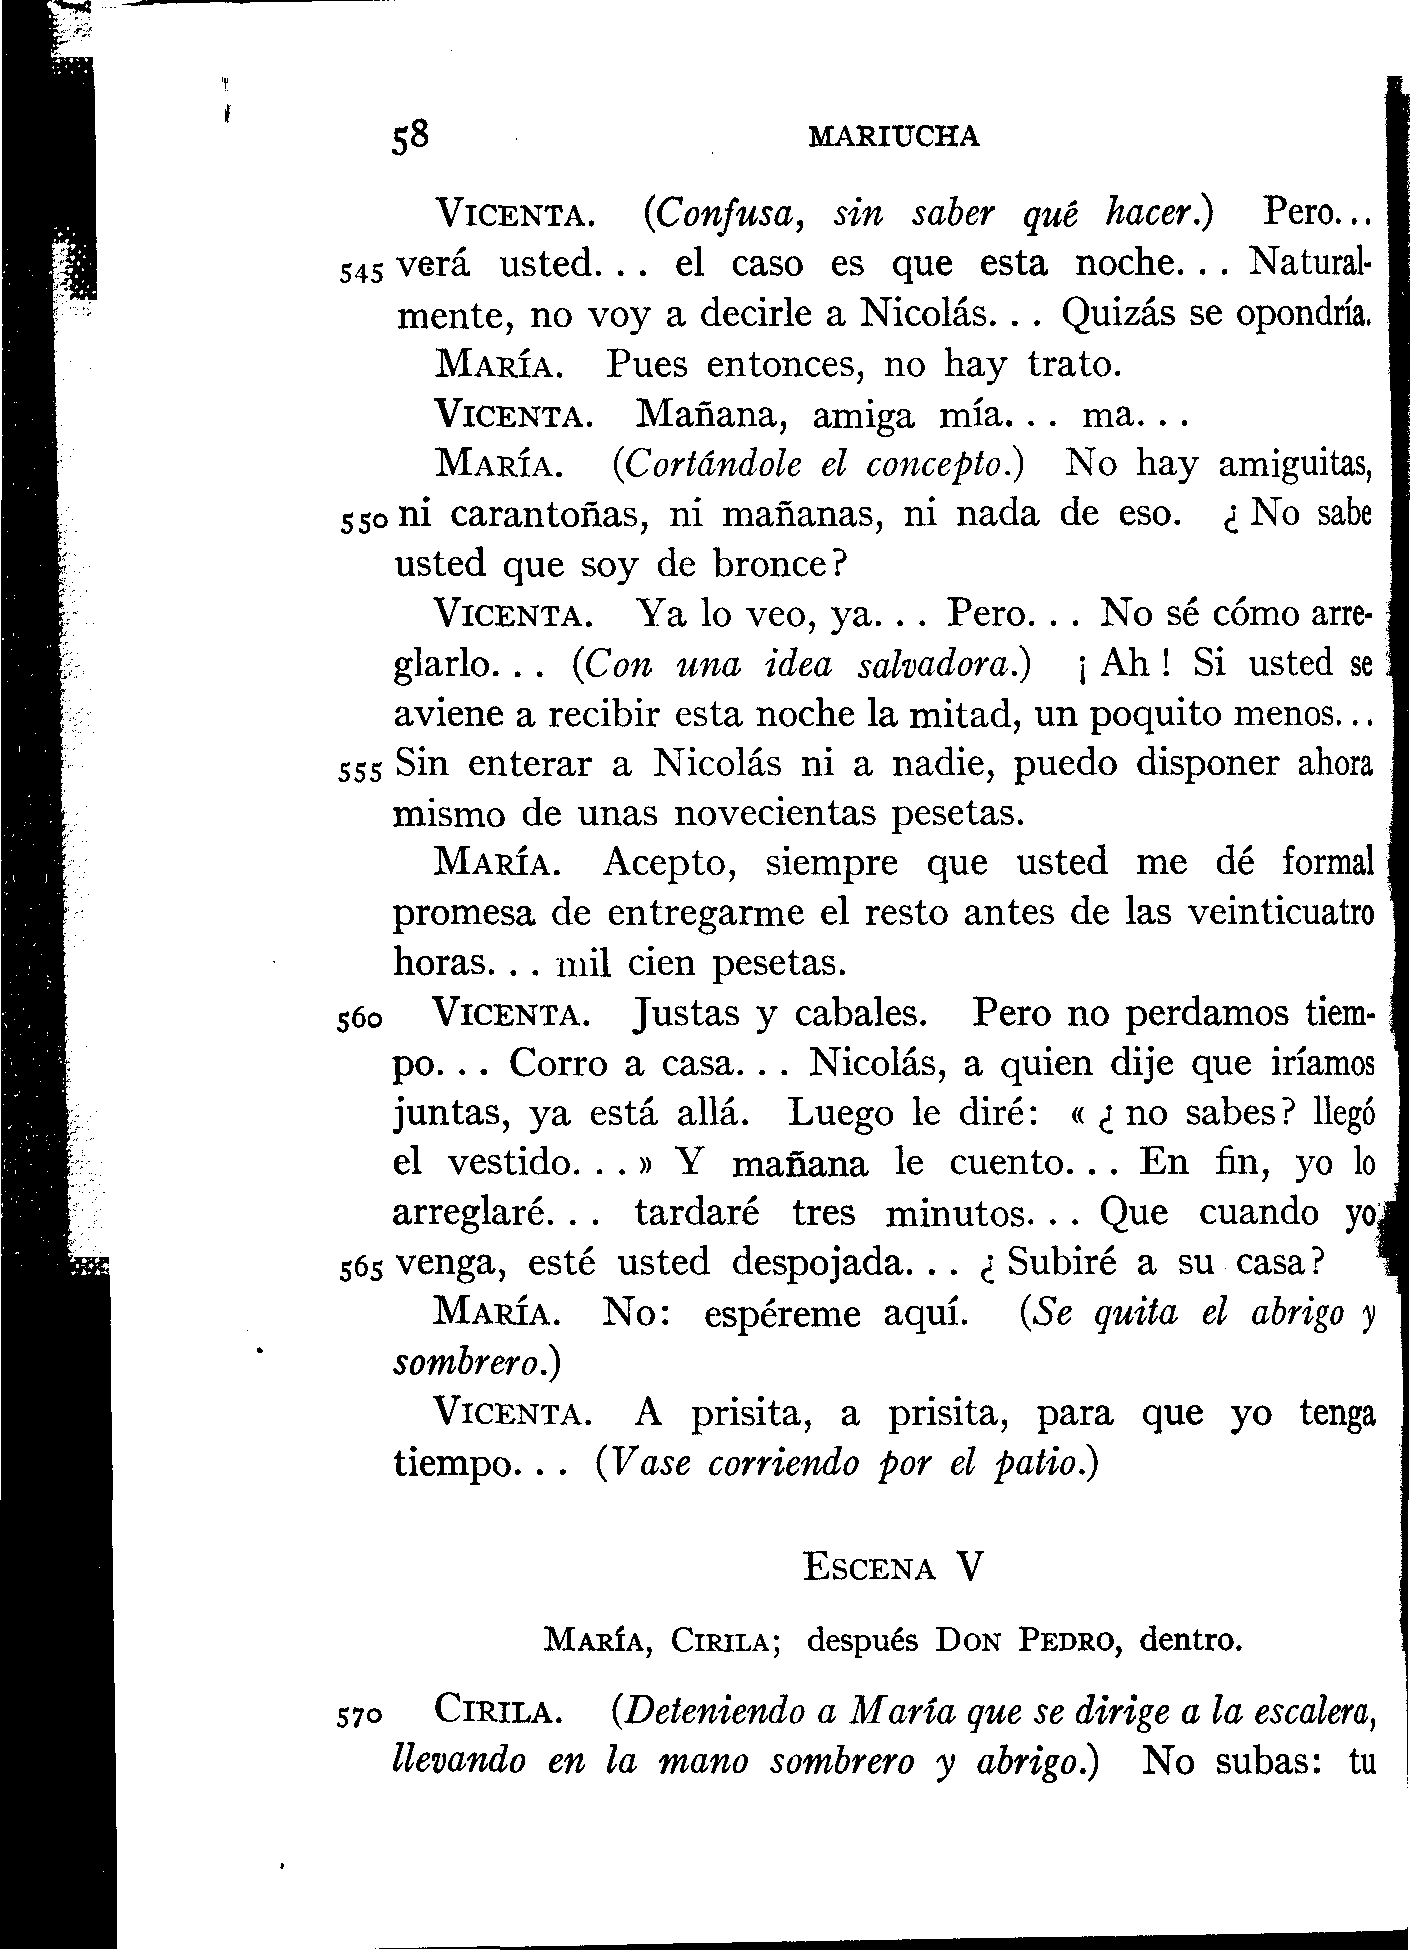 58 MARIUCHA
VICENTA. (Confusa, sin saber qué hacer.) Pero...
545 verá usted... el caso es que esta noche... Natural-
mente, no voy a decirle a Nicolás... Quizás se opondría.
MARÍA. Pues entonces, no hay trato.
VICENTA. Mañana, amiga mía... ma...
MARÍA. (Cortándole el concepto.) No hay amiguitas,
550 ni carantoñas, ni mañanas, ni nada de eso. ¿No sabe
usted que soy de bronce?
VICENTA. Ya lo veo, ya... Pero... No sé cómo arre-
glarlo... (Con una idea salvadora.) ¡Ah! Si usted se
aviene a recibir esta noche la mitad, un poquito menos...
555 Sin enterar a Nicolás ni a nadie, puedo disponer ahora
mismo de unas novecientas pesetas.
MARÍA. Acepto, siempre que usted me dé formal
promesa de entregarme el resto antes de las veinticuatro
horas... mil cien pesetas.
560 VICENTA. Justas y cabales. Pero no perdamos tiem-
po... Corro a casa... Nicolás, a quien dije que iríamos
juntas, ya está allá. Luego le diré: «¿no sabes? llegó
el vestido...» Y mañana le cuento... En fin, yo lo
arreglaré... tardaré tres minutos... Que cuando yo
565 venga, esté usted despojada... ¿Subiré a su casa?
MARÍA. No: espéreme aquí. (Se quita el abrigo y
sombrero.)
VICENTA. A prisita, a prisita, para que yo tenga
tiempo... (Vase corriendo por el patio.)
ESCENA V
MARÍA, CIRILA; después DON PEDRO, dentro.
570 CIRILA. (Deteniendo a María que se dirige a la escalera,
llevando en la mano sombrero y abrigo.) No subas: tu